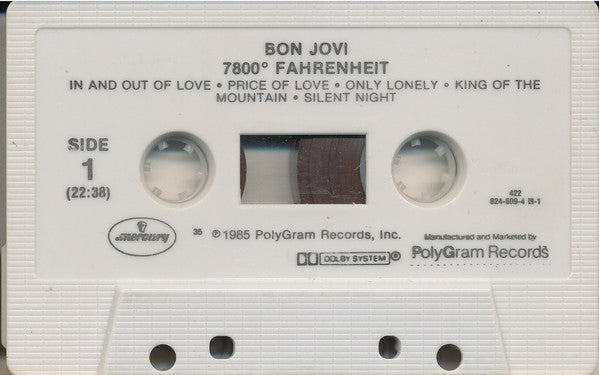 BON JOVI
7800° FAHRENHEIT
IN AND OUT OF LOVE • PRICE OF LOVE • ONLY LONELY • KING OF THE
MOUNTAIN • SILENT NIGHT
SIDE
1
(22:38)
422
824-509-4 M-1
mercury
35 ℗1985 PolyGram Records, Inc.
Manufactured and Marketed by
PolyGram Records
DOLBY SYSTEM®